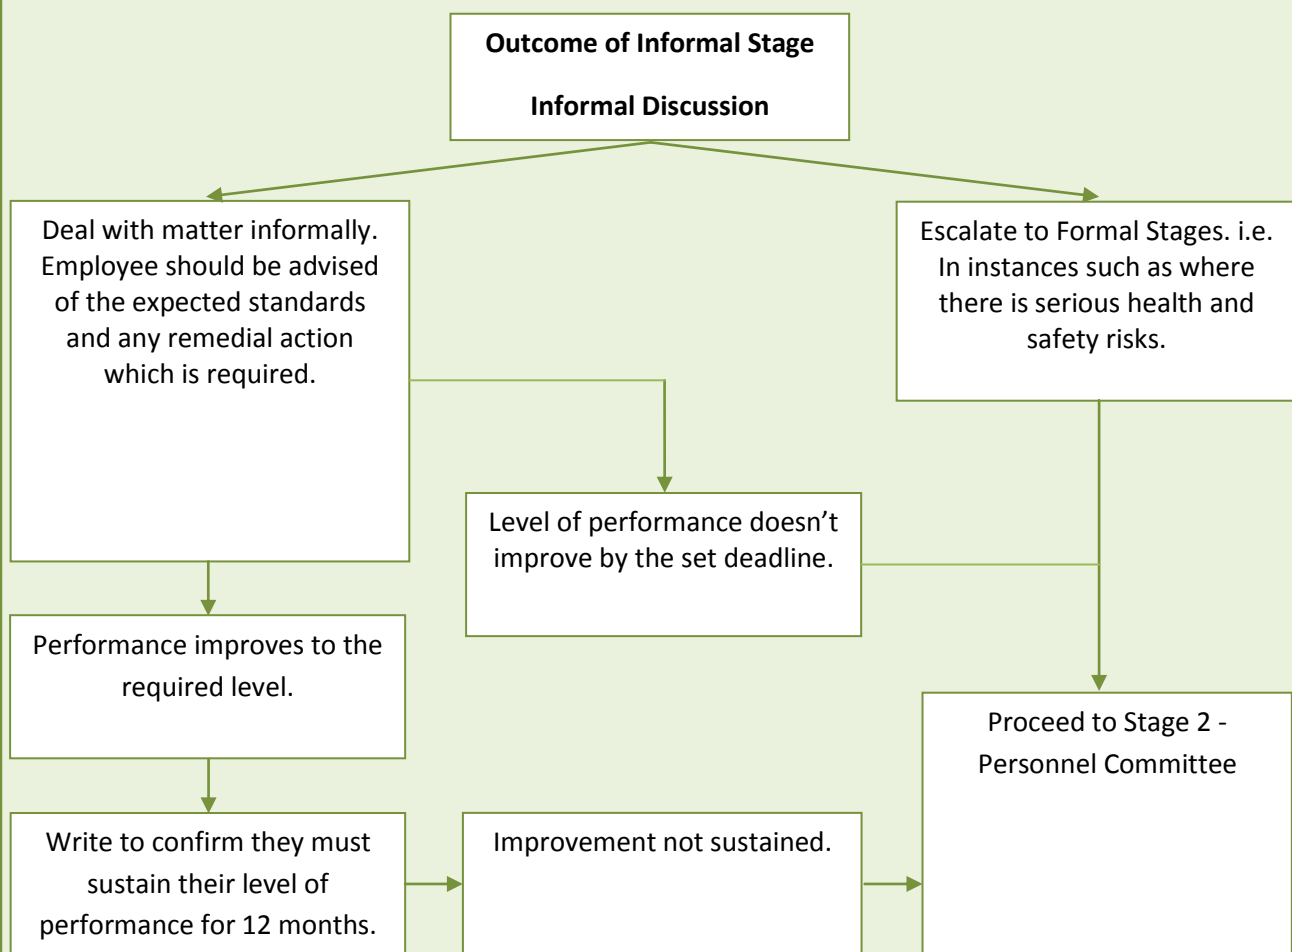 Outcome of Informal Stage
Informal Discussion
Deal with matter informally.
Employee should be advised
of the expected standards
and any remedial action
which is required.
Escalate to Formal Stages. i.e.
In instances such as where
there is serious health and
safety risks.
Level of performance doesn’t
improve by the set deadline.
Performance improves to the
required level.
Proceed to Stage 2 -
Personnel Committee
Write to confirm they must
sustain their level of
performance for 12 months.
Improvement not sustained.